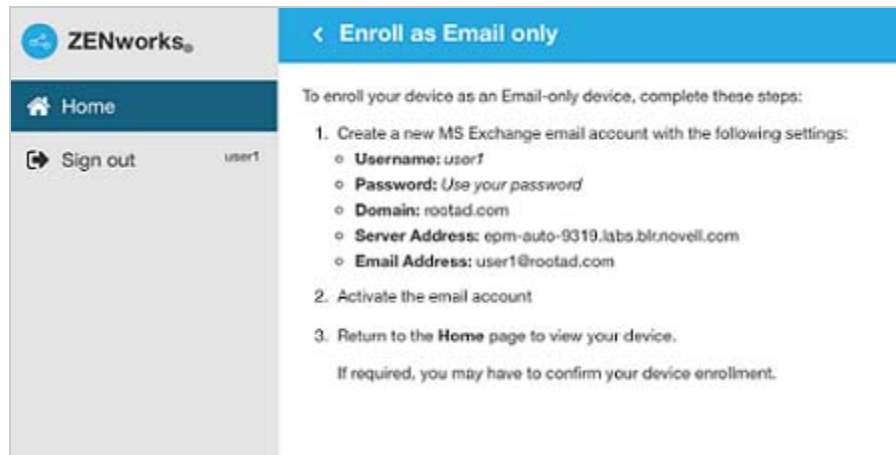 ZENworks®
Home
Sign out user1
< Enroll as Email only
To enroll your device as an Email-only device, complete these steps:
1. Create a new MS Exchange email account with the following settings:
Username: user1
Password: Use your password
Domain: rootad.com
Server Address: epm-auto-9319.labs.blr.novell.com
Email Address: user1@rootad.com
2. Activate the email account
3. Return to the Home page to view your device.
If required, you may have to confirm your device enrollment.